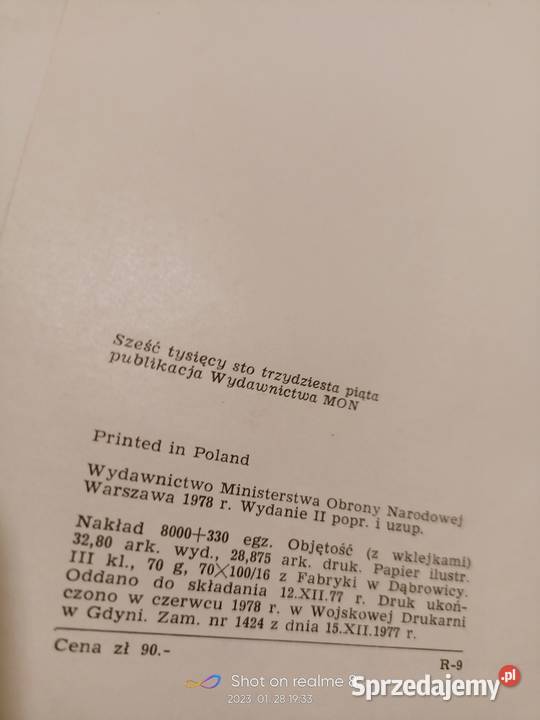 Sześć tysięcy sto trzydziesta piąta
publikacja Wydawnictwa MON
Printed in Poland
Wydawnictwo Ministerstwa Obrony Narodowej
Warszawa 1978 r. Wydanie II popr. i uzup.
Nakład 8000+330 egz. Objętość (z wklejkami)
32,80 ark. wyd., 28,875 ark. druk. Papier ilustr.
III kl., 70 g, 70×100/16 z Fabryki w Dąbrowicy.
Oddano do składania 12.XII.77 r. Druk ukoń-
czono w czerwcu 1978 r. w Wojskowej Drukarni
w Gdyni. Zam. nr 1424 z dnia 15.XII.1977 r.
Cena zł 90.-
R-9
Shot on realme 8
2023.01.28 19:33
Sprzedajemy.pl